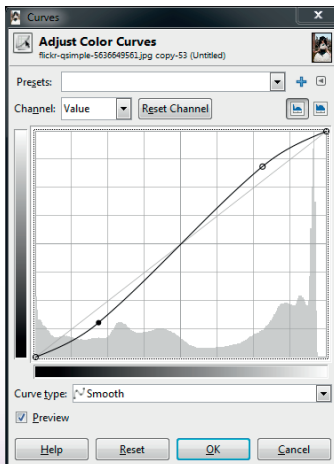 Curves
Adjust Color Curves
flickr-qsimple-5636649561.jpg copy-53 (Untitled)
Presets:
Channel: Value Reset Channel
Curve type: Smooth
Preview
Help Reset OK Cancel